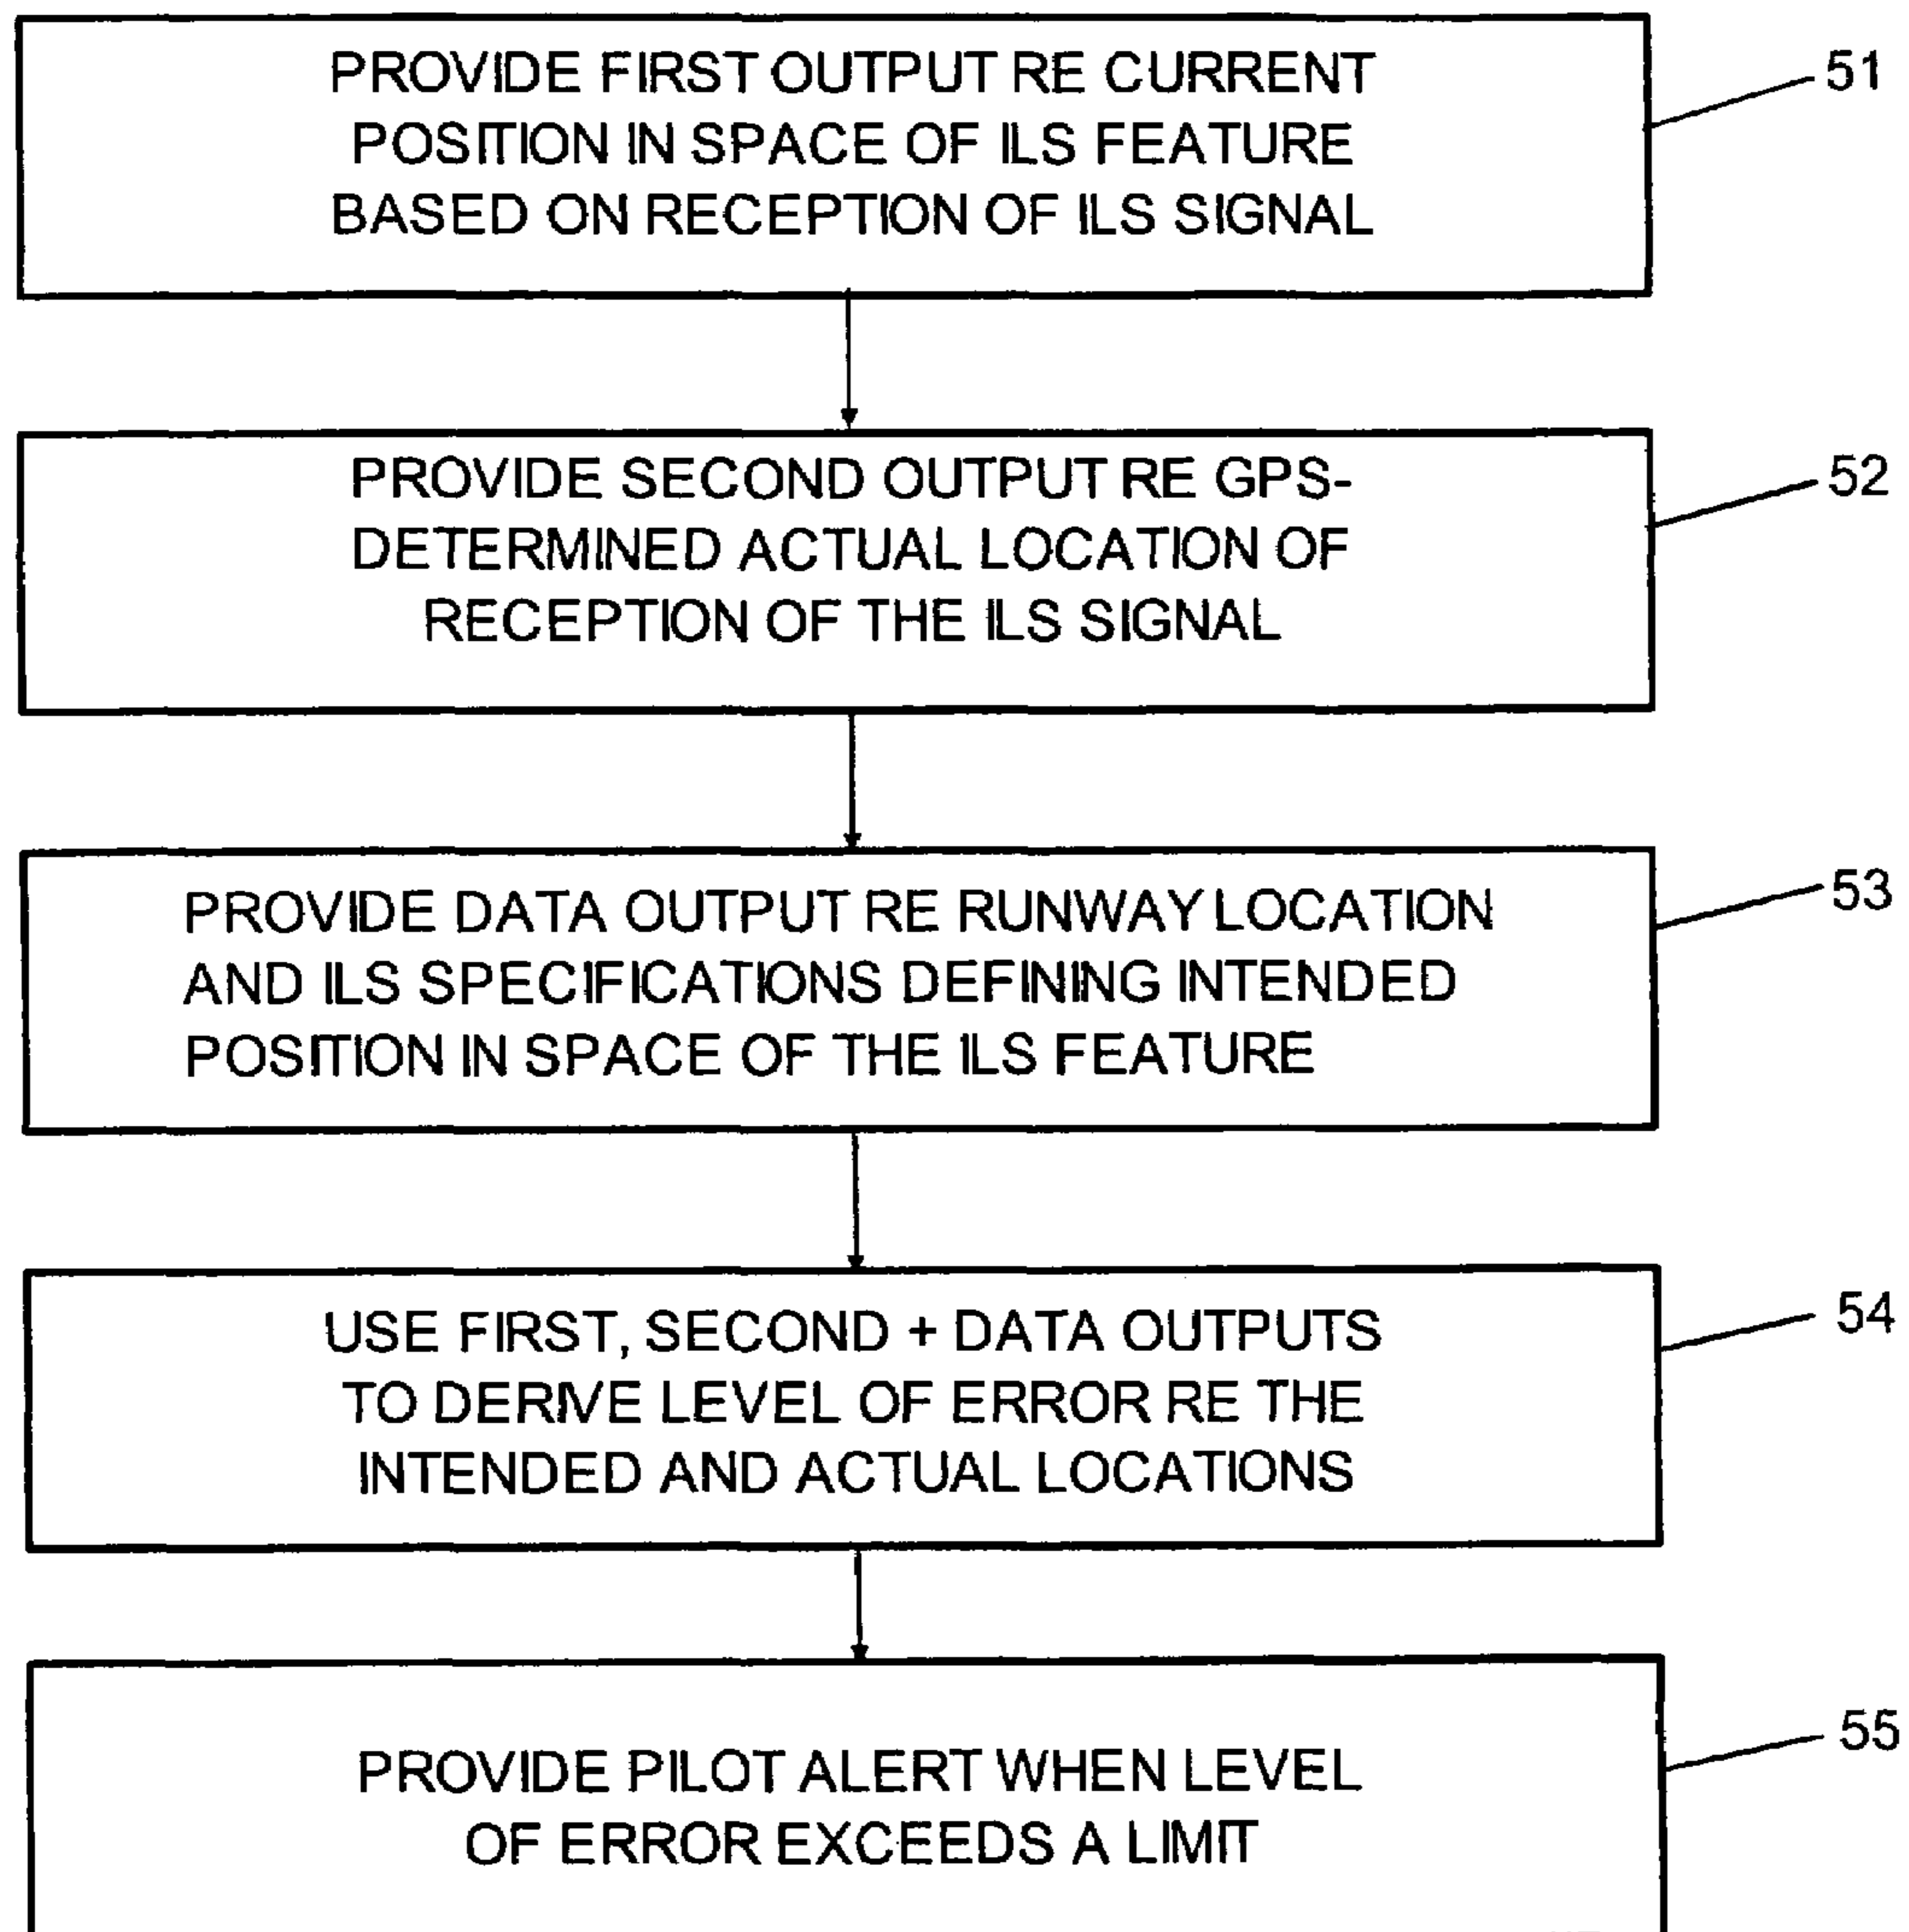 PROVIDE FIRST OUTPUT RE CURRENT
POSITION IN SPACE OF ILS FEATURE
BASED ON RECEPTION OF ILS SIGNAL
51
PROVIDE SECOND OUTPUT RE GPS-
DETERMINED ACTUAL LOCATION OF
RECEPTION OF THE ILS SIGNAL
52
PROVIDE DATA OUTPUT RE RUNWAY LOCATION
AND ILS SPECIFICATIONS DEFINING INTENDED
POSITION IN SPACE OF THE ILS FEATURE
53
USE FIRST, SECOND + DATA OUTPUTS
TO DERIVE LEVEL OF ERROR RE THE
INTENDED AND ACTUAL LOCATIONS
54
PROVIDE PILOT ALERT WHEN LEVEL
OF ERROR EXCEEDS A LIMIT
55